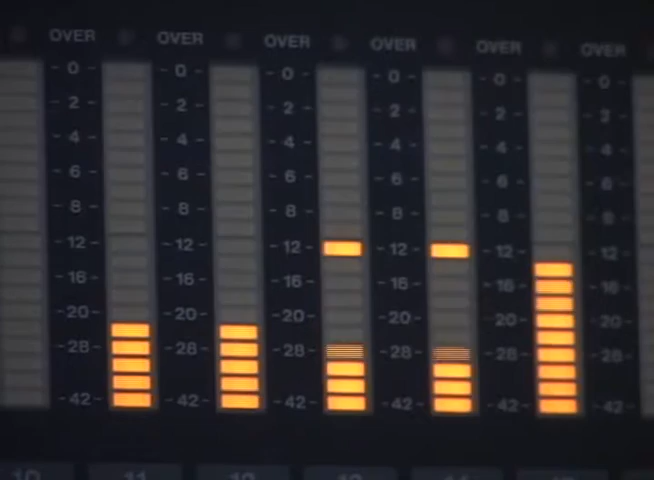 OVER OVER OVER OVER OVER OVER
-0- -0- -0- -0- -0- -0-
-2- -2- -2- -2- -2- -2-
-4- -4- -4- -4- -4- -4-
-6- -6- -6- -6- -6- -6-
-8- -8- -8- -8- -8- -8-
-12- -12- -12- -12- -12- -12-
-16- -16- -16- -16- -16- -16-
-20- -20- -20- -20- -20- -20-
-28- -28- -28- -28- -28- -28-
-42- -42- -42- -42- -42- -42-
10 11 12 13 14